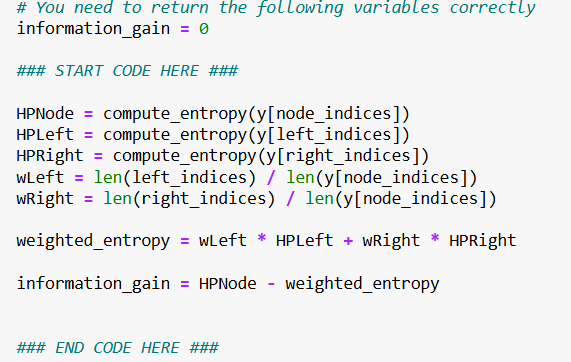 # You need to return the following variables correctly
information_gain = 0
### START CODE HERE ###
HPNode = compute_entropy(y[node_indices])
HPLeft = compute_entropy(y[left_indices])
HPRight = compute_entropy(y[right_indices])
wLeft = len(left_indices) / len(y[node_indices])
wRight = len(right_indices) / len(y[node_indices])
weighted_entropy = wLeft * HPLeft + wRight * HPRight
information_gain = HPNode - weighted_entropy
### END CODE HERE ###